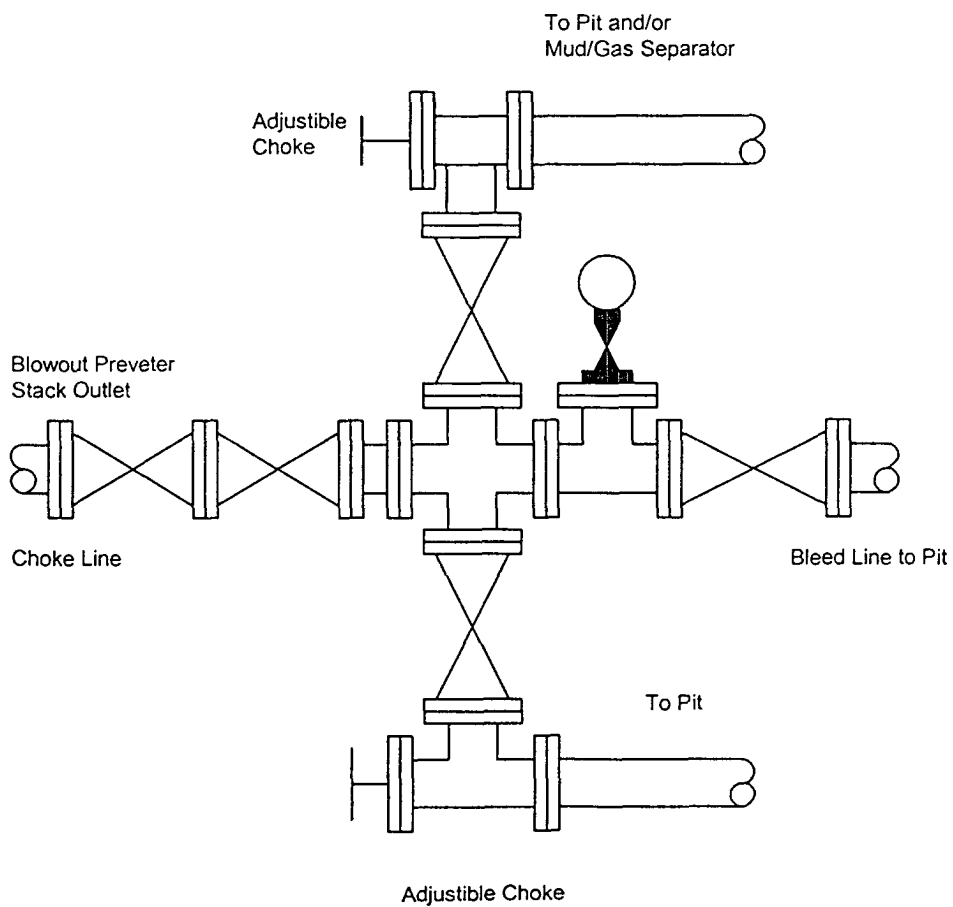 To Pit and/or
Mud/Gas Separator
Adjustible
Choke
Blowout Preveter
Stack Outlet
Choke Line
Bleed Line to Pit
To Pit
Adjustible Choke